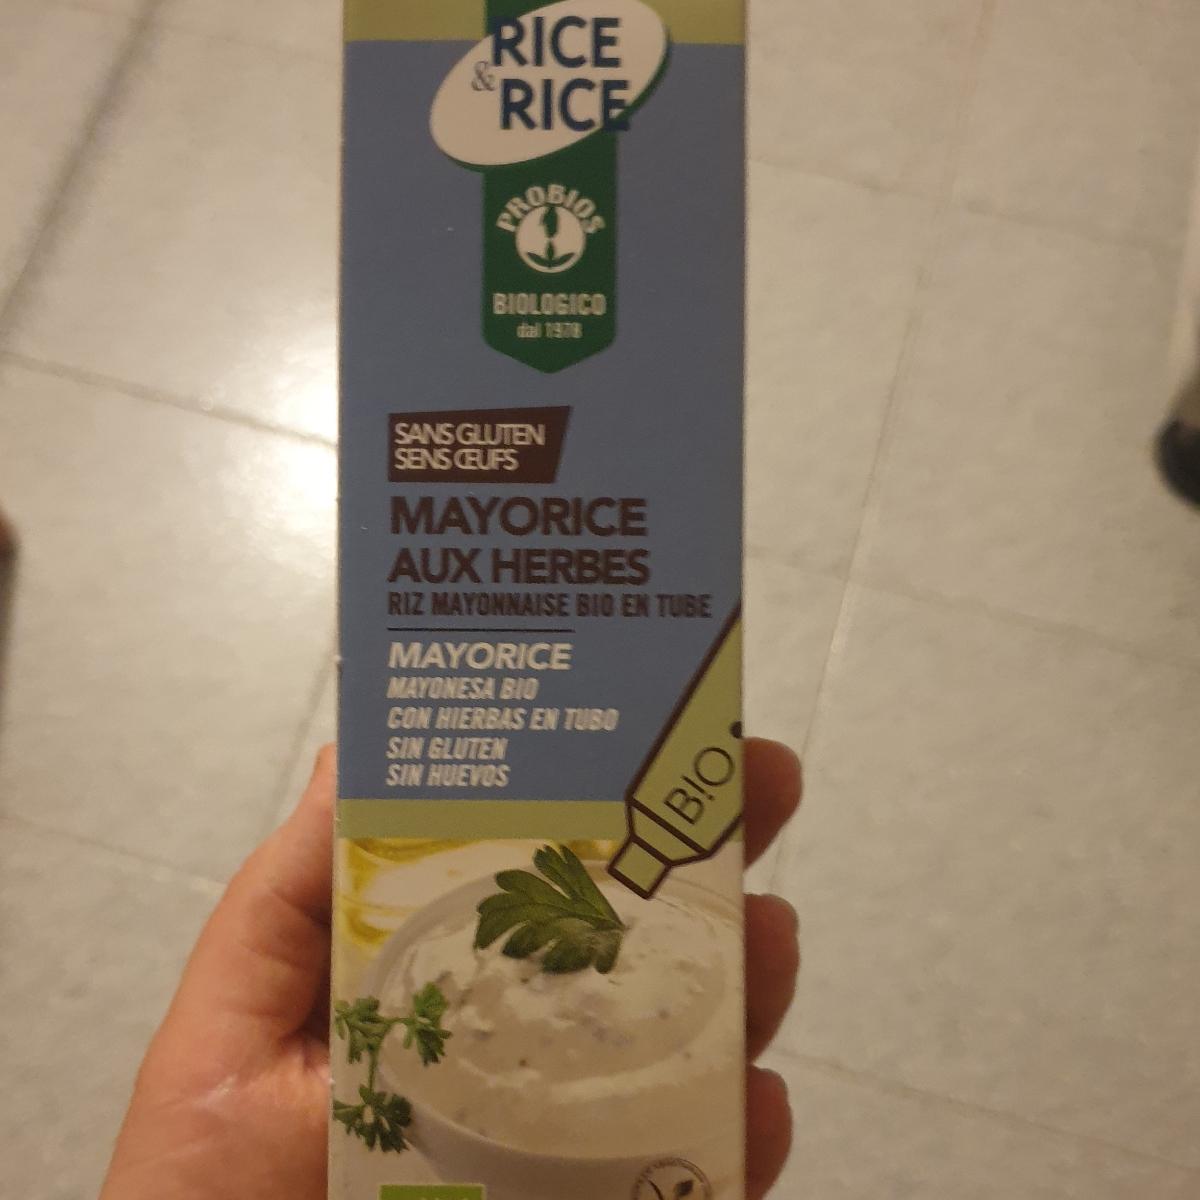 RICE
& RICE
PROBIOS
BIOLOGICO
dal 1978
SANS GLUTEN
SENS ŒUFS
MAYORICE
AUX HERBES
RIZ MAYONNAISE BIO EN TUBE
MAYORICE
MAYONESA BIO
CON HIERBAS EN TUBO
SIN GLUTEN
SIN HUEVOS
B!O